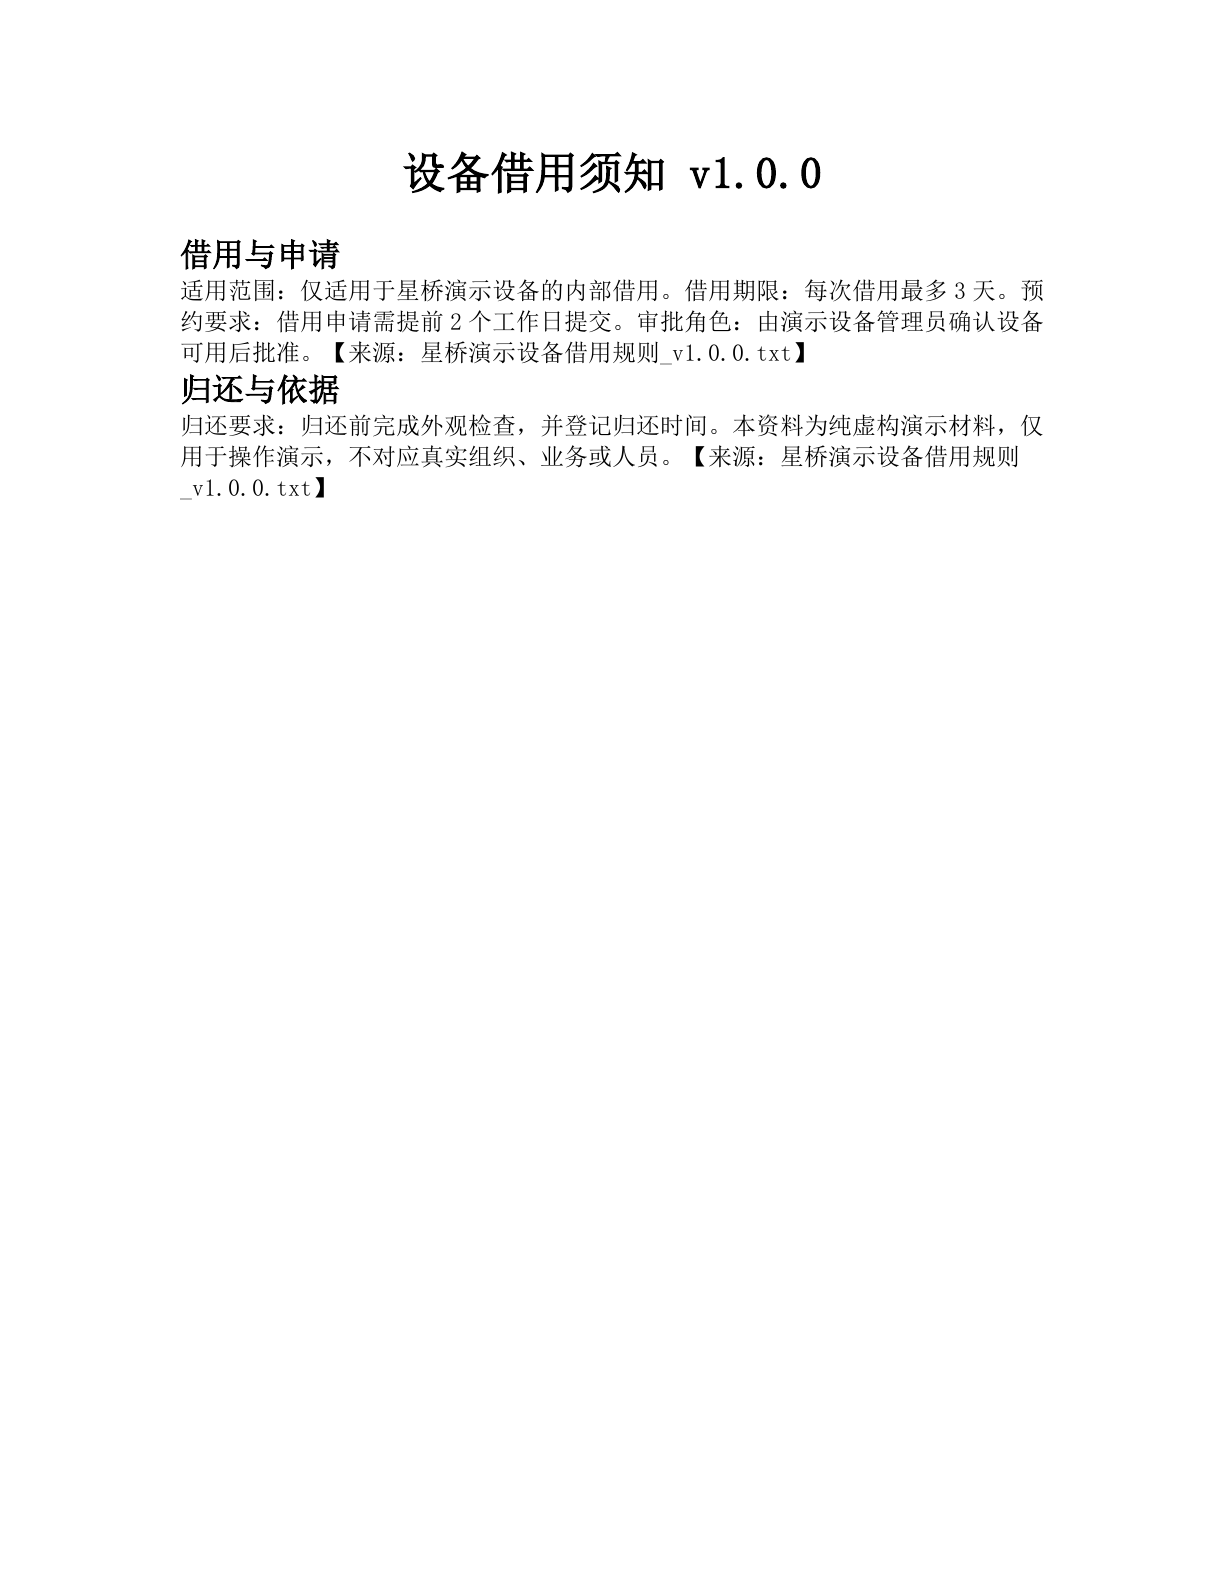 设备借用须知 v1.0.0
借用与申请
适用范围：仅适用于星桥演示设备的内部借用。借用期限：每次借用最多 3 天。预
约要求：借用申请需提前 2 个工作日提交。审批角色：由演示设备管理员确认设备
可用后批准。【来源：星桥演示设备借用规则_v1.0.0.txt】
归还与依据
归还要求：归还前完成外观检查，并登记归还时间。本资料为纯虚构演示材料，仅
用于操作演示，不对应真实组织、业务或人员。【来源：星桥演示设备借用规则
_v1.0.0.txt】